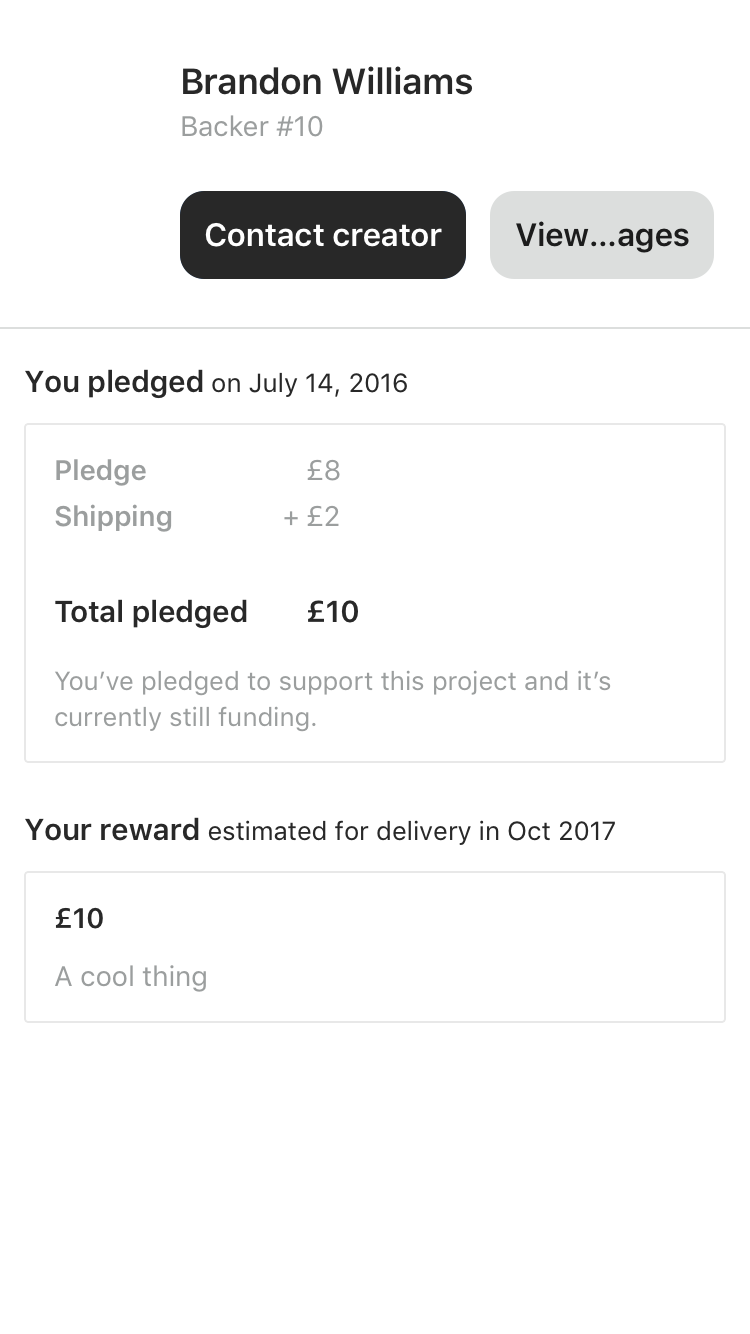 Brandon Williams
Backer #10
Contact creator
View...ages
You pledged on July 14, 2016
Pledge £8
Shipping + £2
Total pledged £10
You’ve pledged to support this project and it’s
currently still funding.
Your reward estimated for delivery in Oct 2017
£10
A cool thing